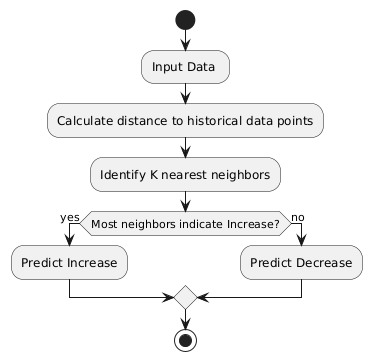 Input Data
Calculate distance to historical data points
Identify K nearest neighbors
yes
Most neighbors indicate Increase?
no
Predict Increase
Predict Decrease